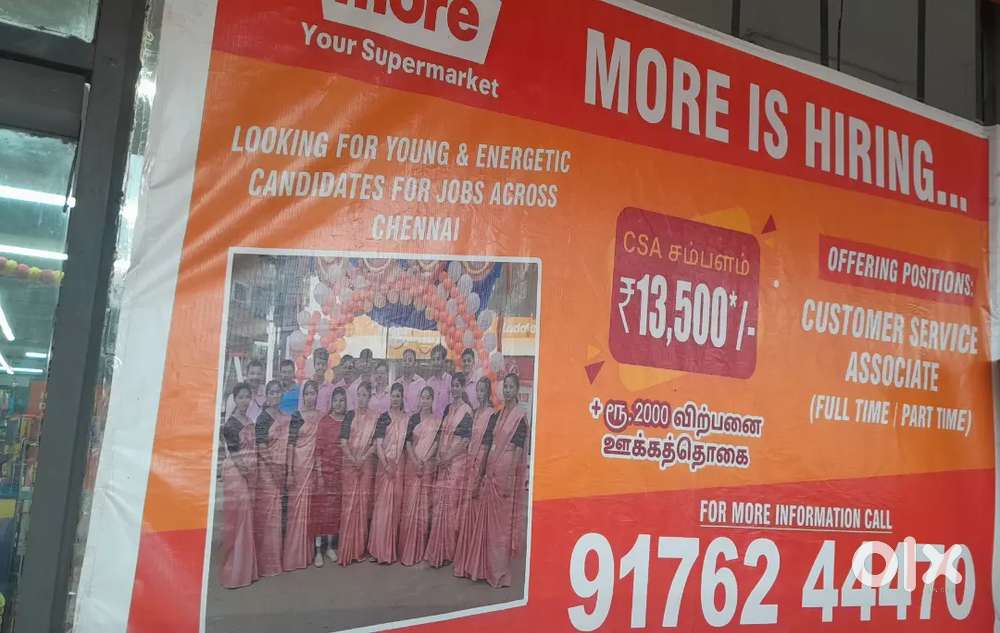 more
Your Supermarket
MORE IS HIRING...
LOOKING FOR YOUNG & ENERGETIC
CANDIDATES FOR JOBS ACROSS
CHENNAI
CSA சம்பளம்
₹13,500*/-
+ ரூ.2000 விற்பனை
ஊக்கத்தொகை
OFFERING POSITIONS:
CUSTOMER SERVICE
ASSOCIATE
(FULL TIME / PART TIME)
FOR MORE INFORMATION CALL
91762 44470
olx